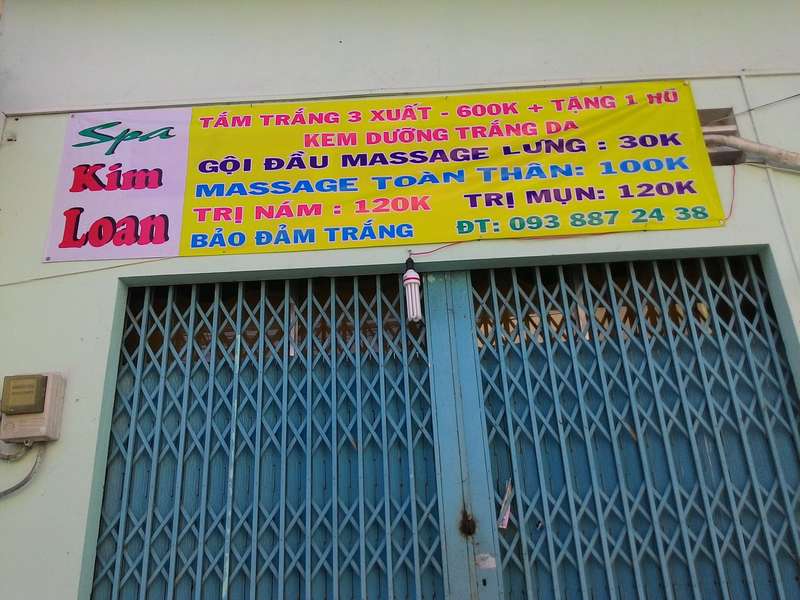 Spa
Kim
Loan
TẮM TRẮNG 3 XUẤT - 600K + TẶNG 1 HŨ
KEM DƯỠNG TRẮNG DA
GỘI ĐẦU MASSAGE LƯNG : 30K
MASSAGE TOÀN THÂN: 100K
TRỊ NÁM : 120K TRỊ MỤN: 120K
BẢO ĐẢM TRẮNG ĐT: 093 887 24 38